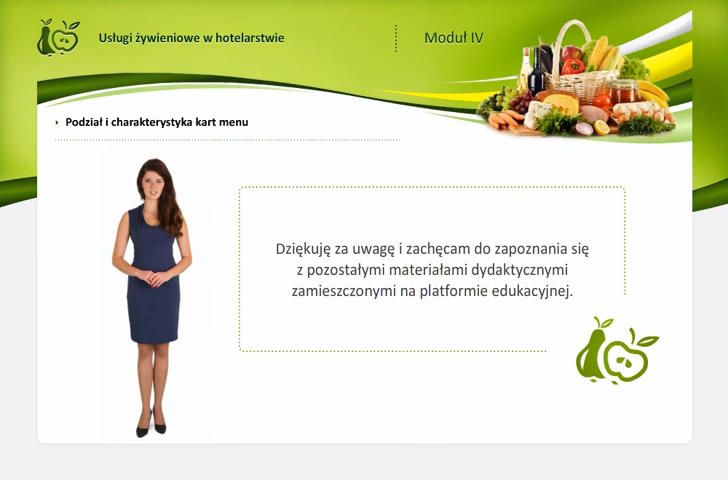 Usługi żywieniowe w hotelarstwie
Moduł IV
Podział i charakterystyka kart menu
Dziękuję za uwagę i zachęcam do zapoznania się
z pozostałymi materiałami dydaktycznymi
zamieszczonymi na platformie edukacyjnej.